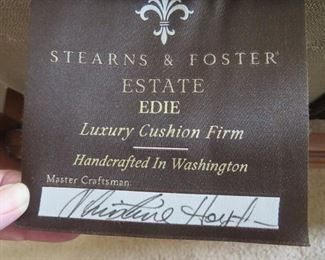 STEARNS & FOSTER®
ESTATE
EDIE
Luxury Cushion Firm
Handcrafted In Washington
Master Craftsman: